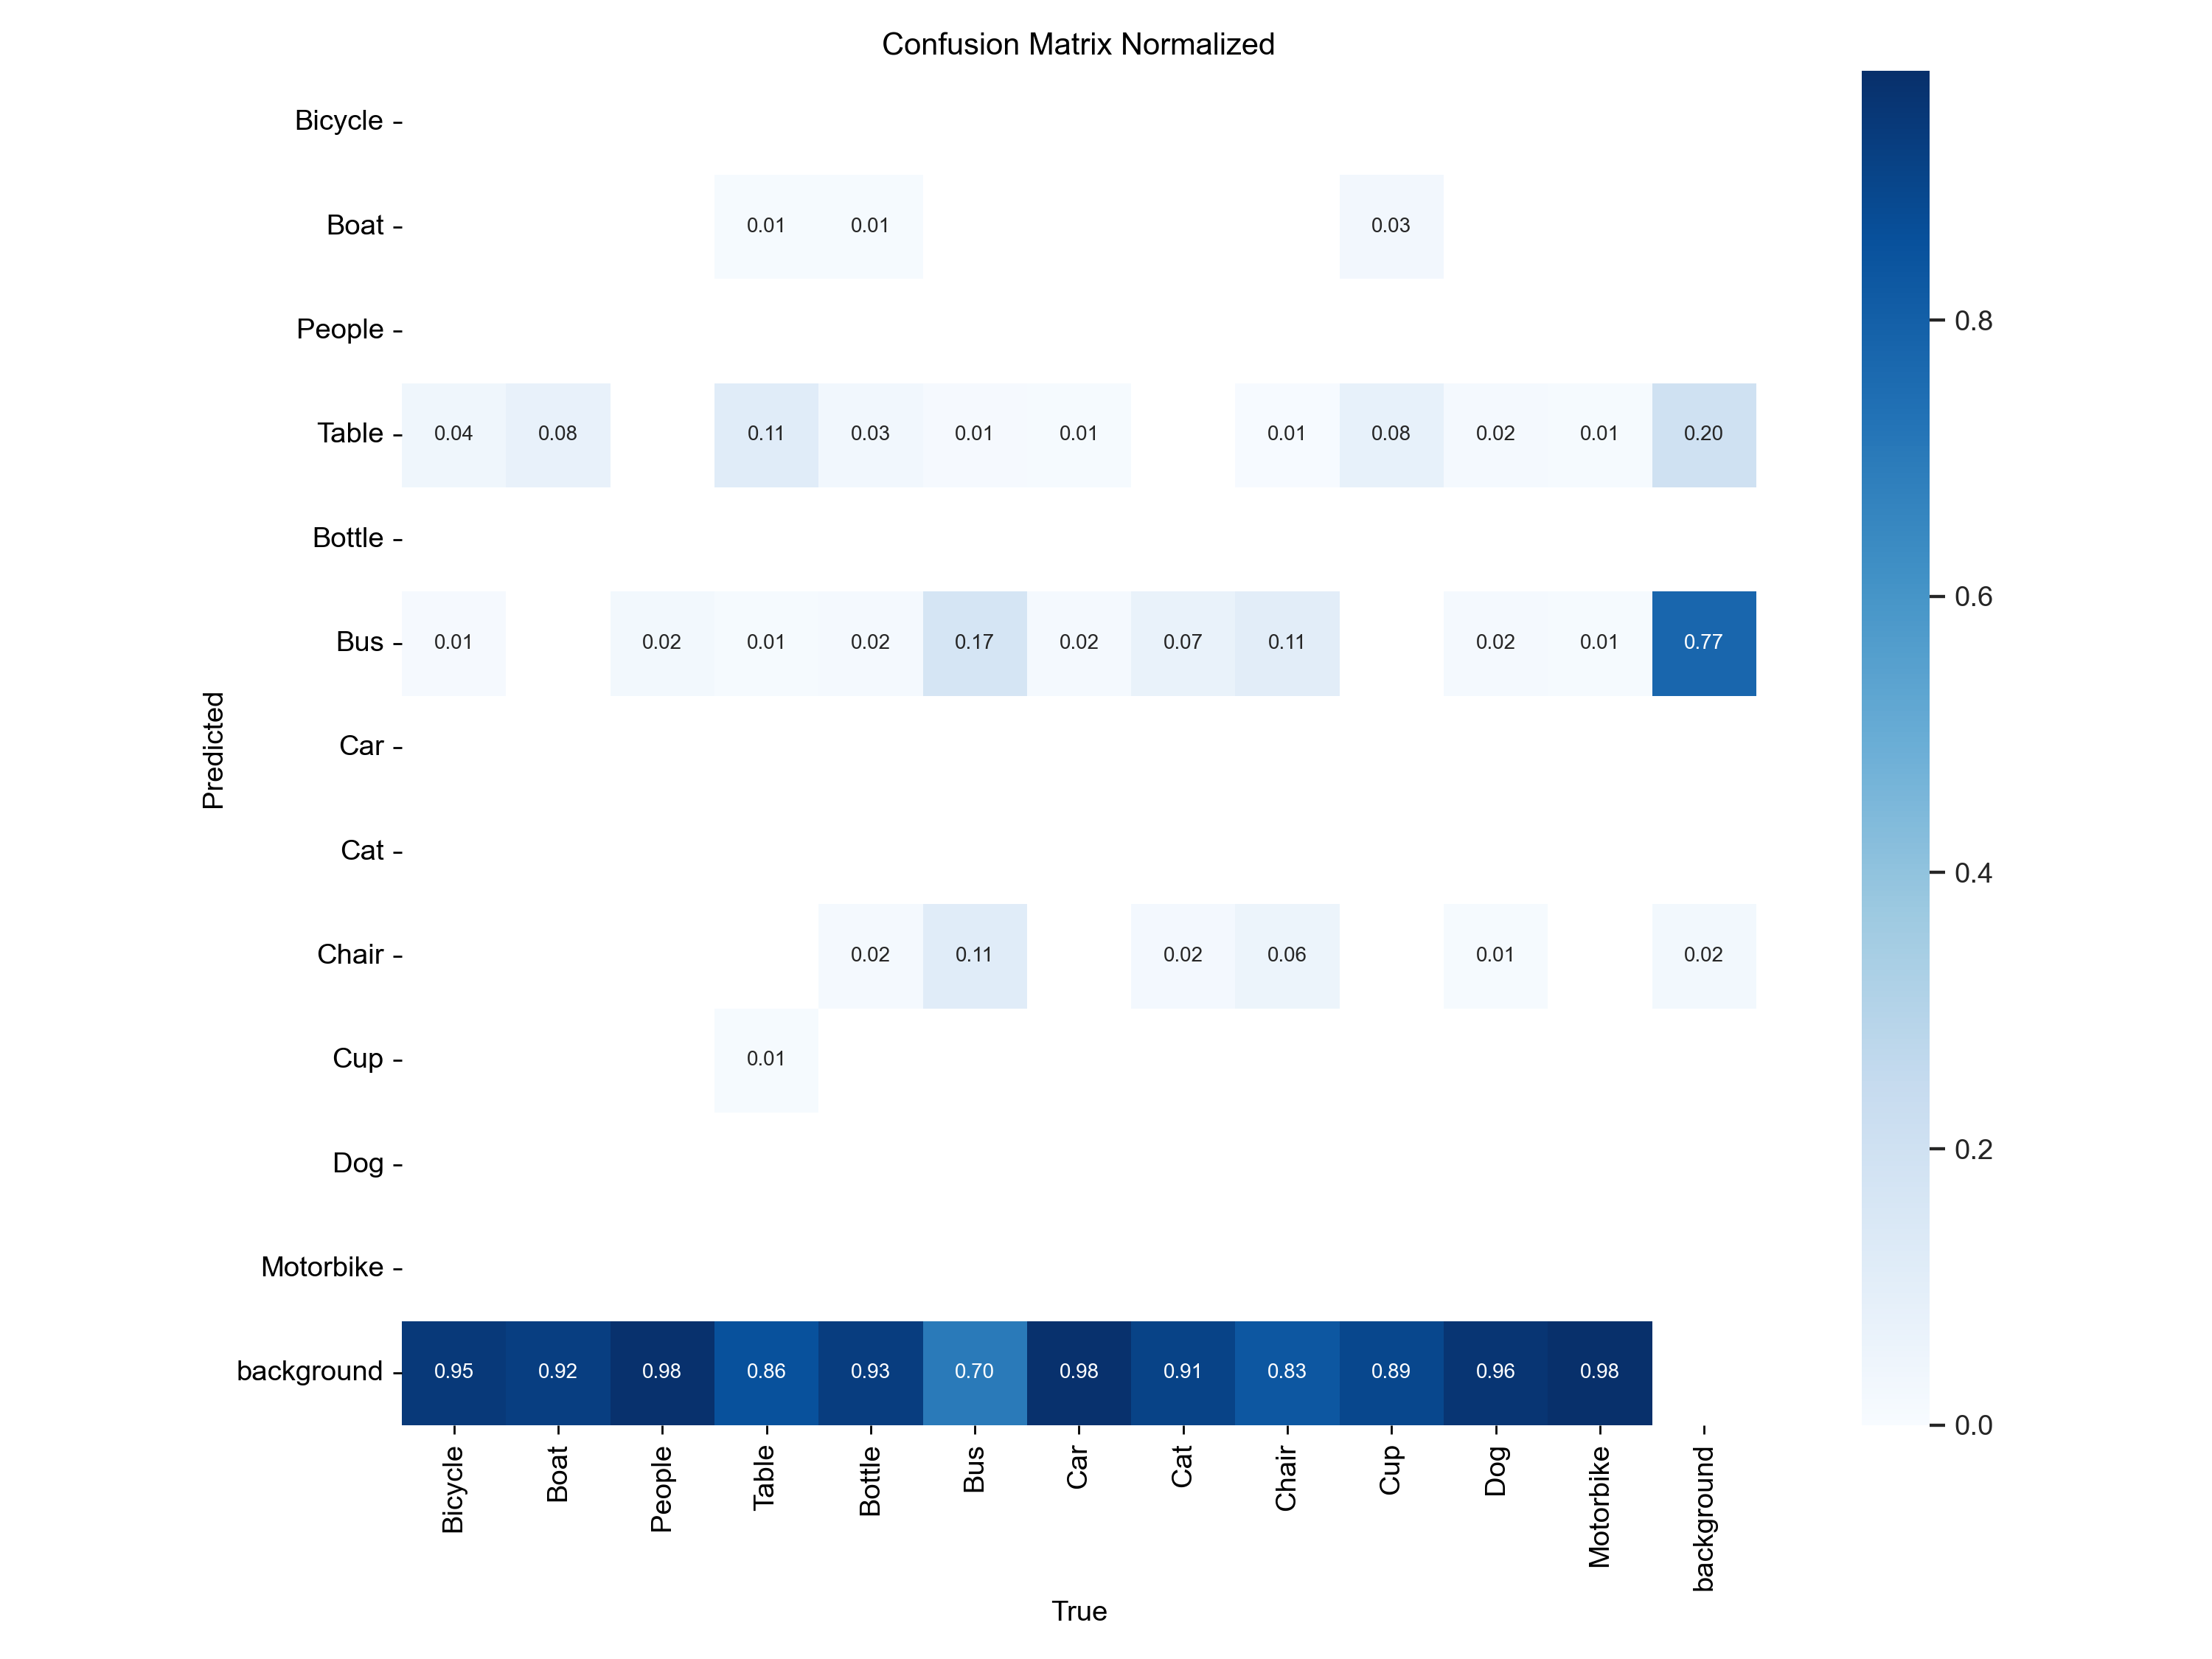 Confusion Matrix Normalized
Bicycle
Boat 0.01 0.01 0.03
People
Table 0.04 0.08 0.11 0.03 0.01 0.01 0.01 0.08 0.02 0.01 0.20
Bottle
Bus 0.01 0.02 0.01 0.02 0.17 0.02 0.07 0.11 0.02 0.01 0.77
Car
Cat
Chair 0.02 0.11 0.02 0.06 0.01 0.02
Cup 0.01
Dog
Motorbike
background 0.95 0.92 0.98 0.86 0.93 0.70 0.98 0.91 0.83 0.89 0.96 0.98
Predicted
Bicycle Boat People Table Bottle Bus Car Cat Chair Cup Dog Motorbike background
True
0.8
0.6
0.4
0.2
0.0